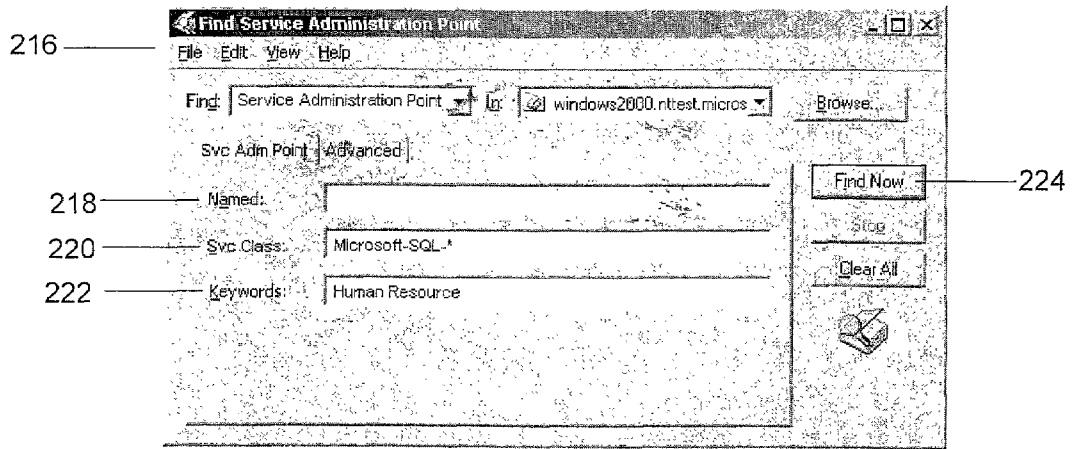 Find Service Administration Point
216
File Edit View Help
Find: Service Administration Point In: windows2000.nttest.micros Browse...
Svc Adm Point Advanced
Find Now 224
218 Named:
Stop
220 Svc Class: Microsoft-SQL-*
Clear All
222 Keywords: Human Resource